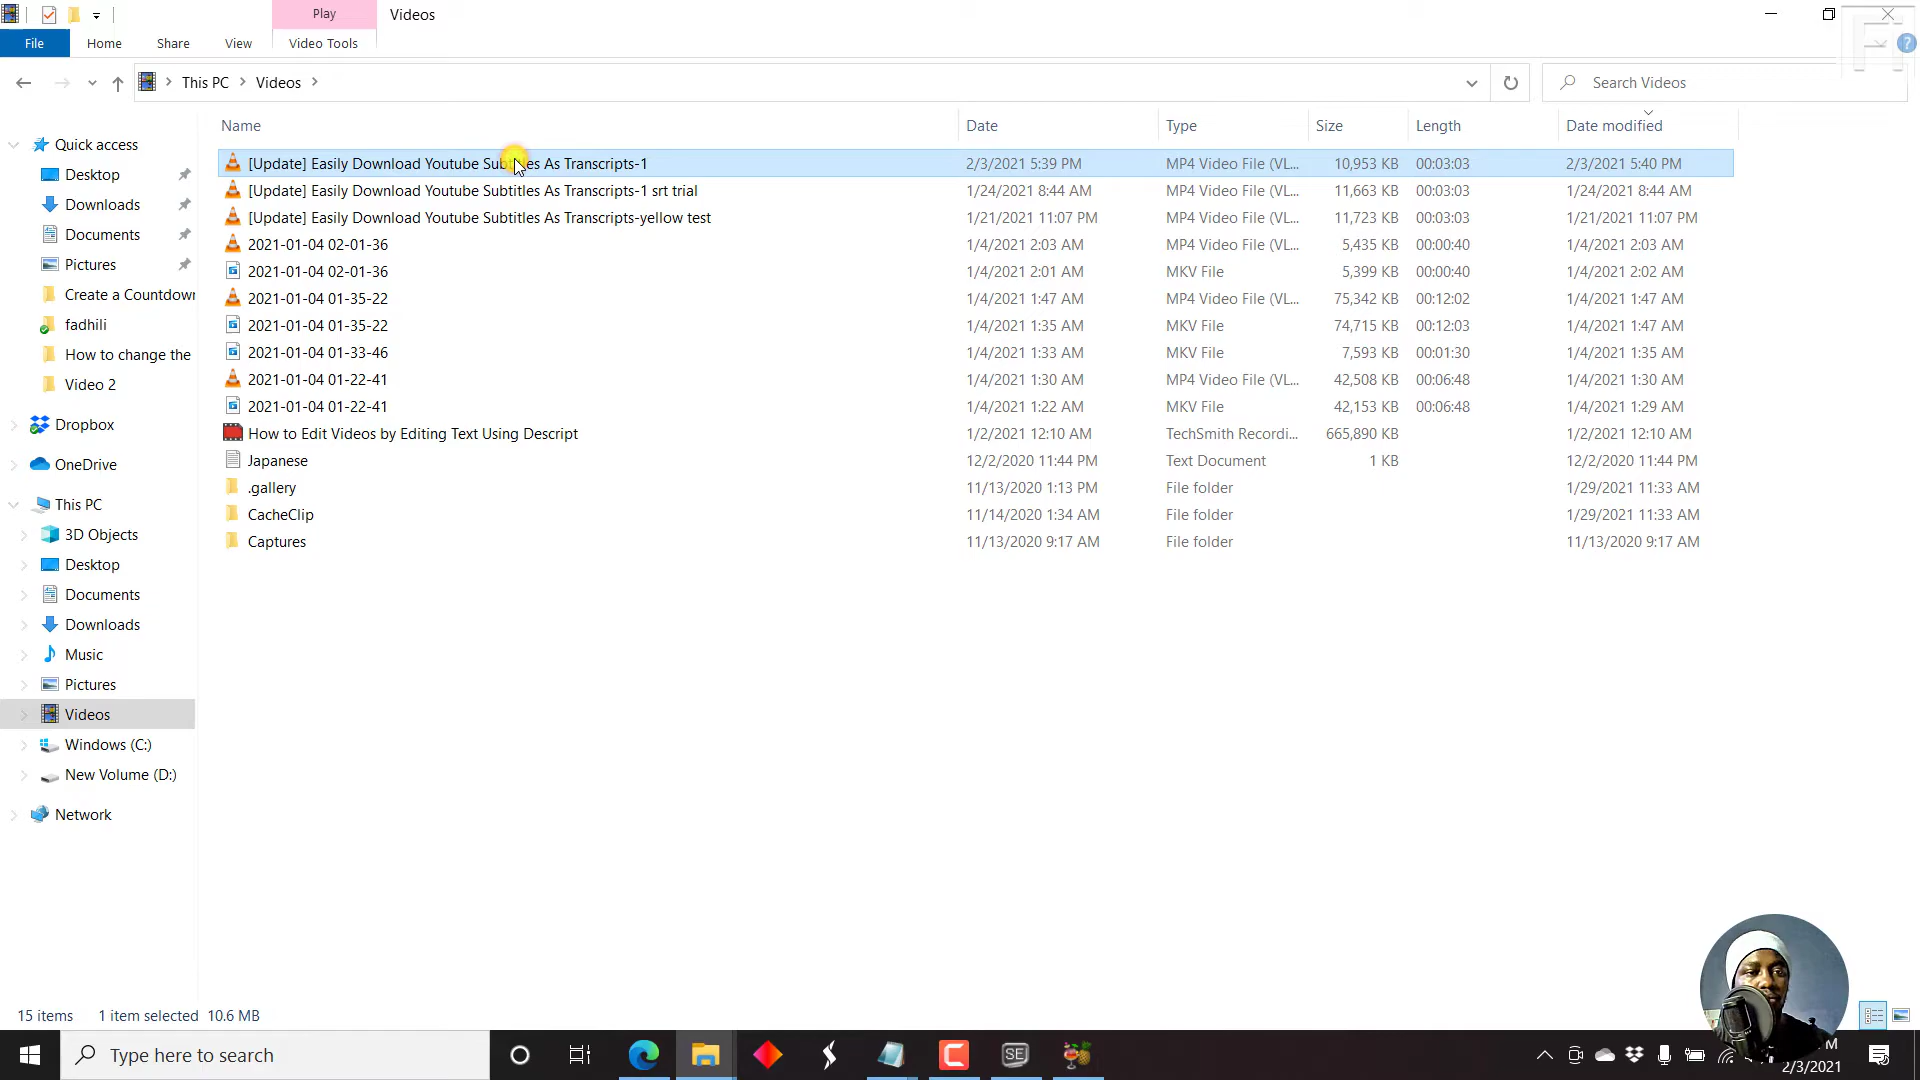 Play
Videos
File
Home
Share
View
Video Tools
This PC
Videos
Search Videos
Name
Date
Type
Size
Length
Date modified
[Update] Easily Download Youtube Subtitles As Transcripts-1 2/3/2021 5:39 PM MP4 Video File (VL... 10,953 KB 00:03:03 2/3/2021 5:40 PM
[Update] Easily Download Youtube Subtitles As Transcripts-1 srt trial 1/24/2021 8:44 AM MP4 Video File (VL... 11,663 KB 00:03:03 1/24/2021 8:44 AM
[Update] Easily Download Youtube Subtitles As Transcripts-yellow test 1/21/2021 11:07 PM MP4 Video File (VL... 11,723 KB 00:03:03 1/21/2021 11:07 PM
2021-01-04 02-01-36 1/4/2021 2:03 AM MP4 Video File (VL... 5,435 KB 00:00:40 1/4/2021 2:03 AM
2021-01-04 02-01-36 1/4/2021 2:01 AM MKV File 5,399 KB 00:00:40 1/4/2021 2:02 AM
2021-01-04 01-35-22 1/4/2021 1:47 AM MP4 Video File (VL... 75,342 KB 00:12:02 1/4/2021 1:47 AM
2021-01-04 01-35-22 1/4/2021 1:35 AM MKV File 74,715 KB 00:12:03 1/4/2021 1:47 AM
2021-01-04 01-33-46 1/4/2021 1:33 AM MKV File 7,593 KB 00:01:30 1/4/2021 1:35 AM
2021-01-04 01-22-41 1/4/2021 1:30 AM MP4 Video File (VL... 42,508 KB 00:06:48 1/4/2021 1:30 AM
2021-01-04 01-22-41 1/4/2021 1:22 AM MKV File 42,153 KB 00:06:48 1/4/2021 1:29 AM
How to Edit Videos by Editing Text Using Descript 1/2/2021 12:10 AM TechSmith Recordi... 665,890 KB 1/2/2021 12:10 AM
Japanese 12/2/2020 11:44 PM Text Document 1 KB 12/2/2020 11:44 PM
.gallery 11/13/2020 1:13 PM File folder 1/29/2021 11:33 AM
CacheClip 11/14/2020 1:34 AM File folder 1/29/2021 11:33 AM
Captures 11/13/2020 9:17 AM File folder 11/13/2020 9:17 AM
Quick access
Desktop
Downloads
Documents
Pictures
Create a Countdown
fadhili
How to change the
Video 2
Dropbox
OneDrive
This PC
3D Objects
Desktop
Documents
Downloads
Music
Pictures
Videos
Windows (C:)
New Volume (D:)
Network
15 items 1 item selected 10.6 MB
Type here to search
SE
M
2/3/2021